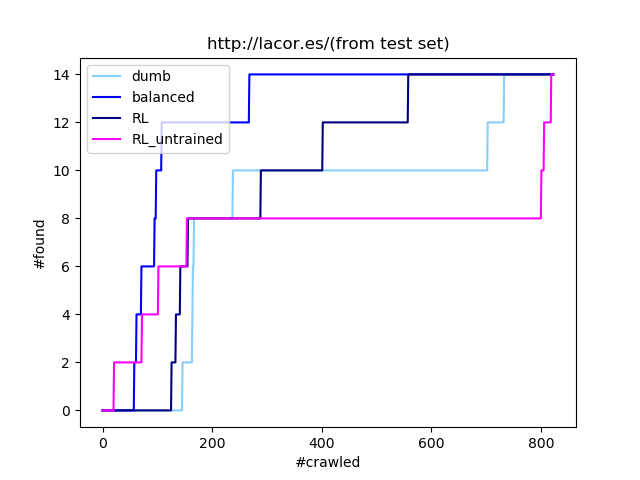 http://lacor.es/(from test set)
dumb
balanced
RL
RL_untrained
14
12
10
8
6
4
2
0
#found
0 200 400 600 800
#crawled